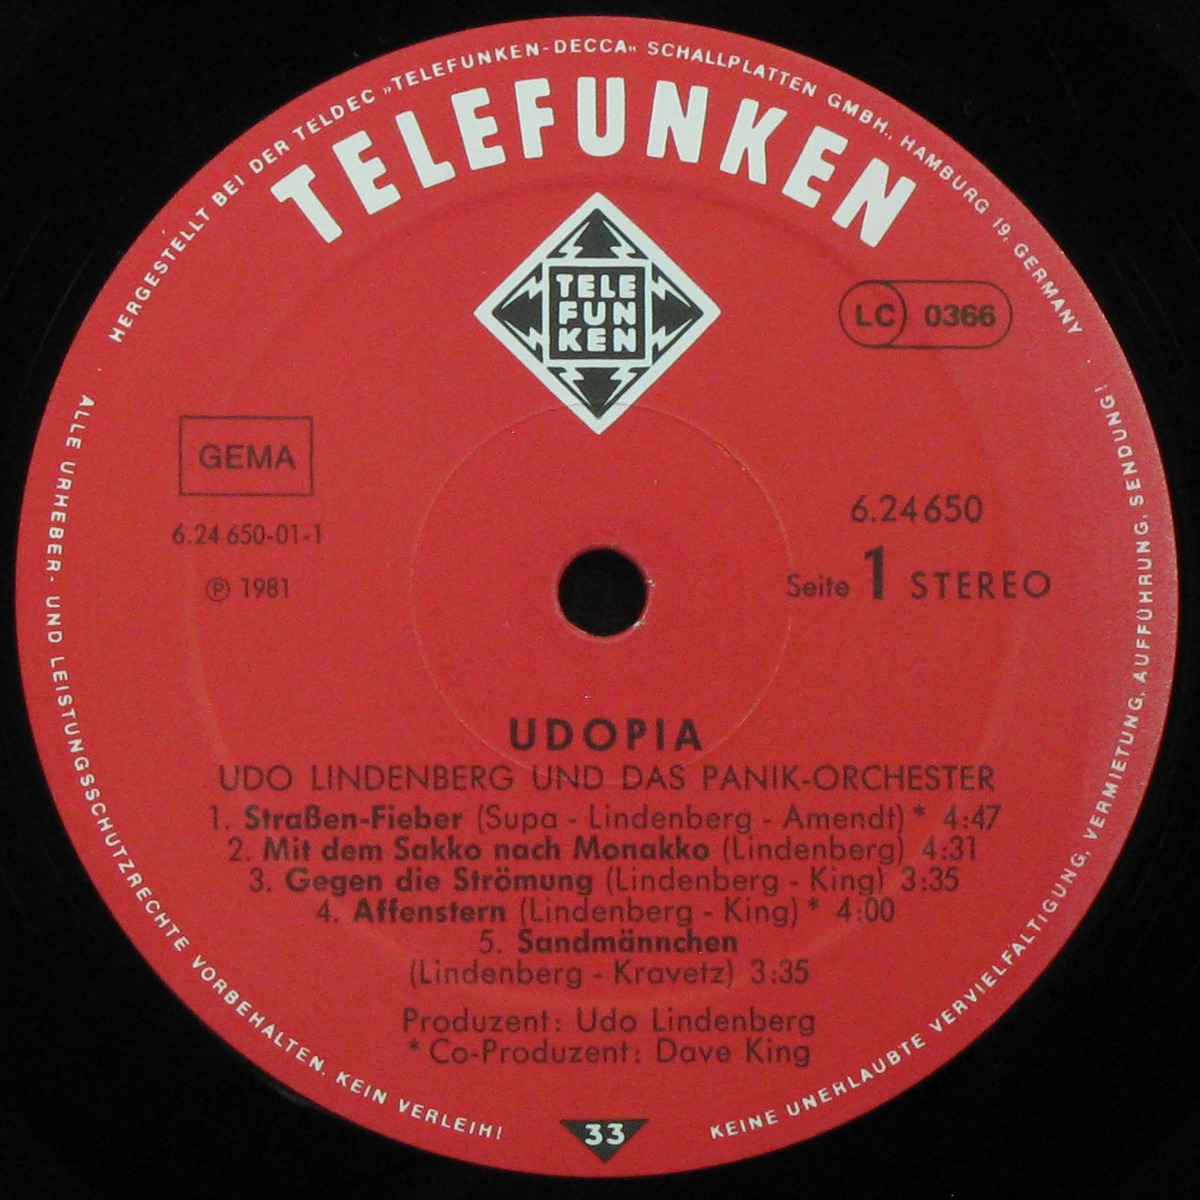 HERGESTELLT BEI DER TELDEC »TELEFUNKEN-DECCA« SCHALLPLATTEN GMBH., HAMBURG 19, GERMANY
TELEFUNKEN
TELE
FUN
KEN
LC 0366
GEMA
6.24 650-01-1
℗ 1981
6.24650
Seite 1 STEREO
UDOPIA
UDO LINDENBERG UND DAS PANIK-ORCHESTER
1. Straßen-Fieber (Supa - Lindenberg - Amendt) * 4:47
2. Mit dem Sakko nach Monakko (Lindenberg) 4:31
3. Gegen die Strömung (Lindenberg - King) 3:35
4. Affenstern (Lindenberg - King) * 4:00
5. Sandmännchen
(Lindenberg - Kravetz) 3:35
Produzent: Udo Lindenberg
* Co-Produzent: Dave King
33
ALLE URHEBER- UND LEISTUNGSSCHUTZRECHTE VORBEHALTEN. KEIN VERLEIH!
KEINE UNERLAUBTE VERVIELFALTIGUNG, VERMIETUNG, AUFFÜHRUNG, SENDUNG!